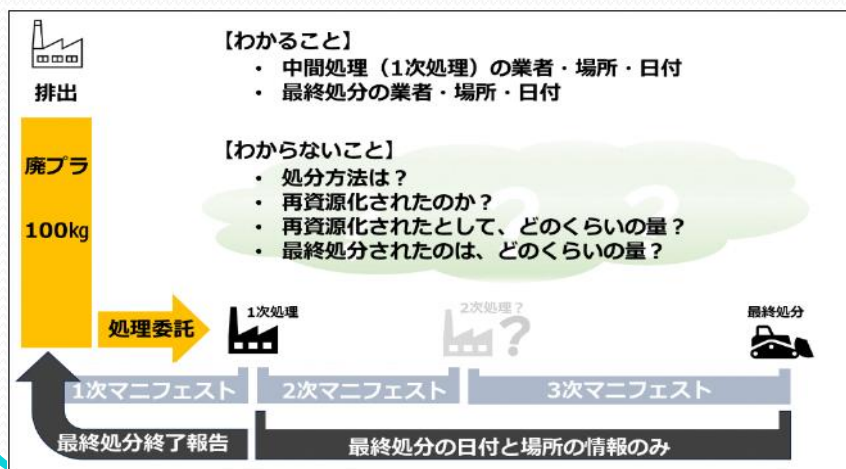 【わかること】
・ 中間処理（1次処理）の業者・場所・日付
・ 最終処分の業者・場所・日付
排出
【わからないこと】
・ 処分方法は？
・ 再資源化されたのか？
・ 再資源化されたとして、どのくらいの量？
・ 最終処分されたのは、どのくらいの量？
? ?
廃プラ
100kg
処理委託
1次処理
2次処理？
?
最終処分
1次マニフェスト
2次マニフェスト
3次マニフェスト
最終処分終了報告
最終処分の日付と場所の情報のみ